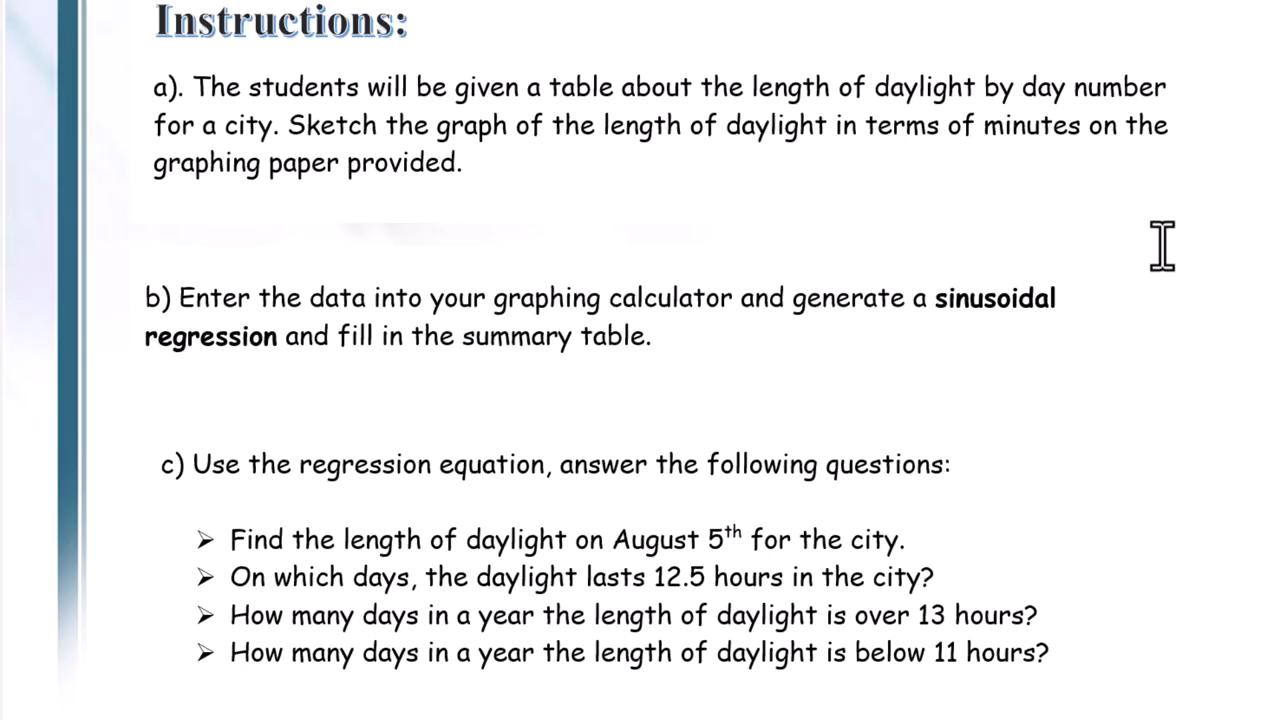 Instructions:
a). The students will be given a table about the length of daylight by day number
for a city. Sketch the graph of the length of daylight in terms of minutes on the
graphing paper provided.
b) Enter the data into your graphing calculator and generate a sinusoidal
regression and fill in the summary table.
c) Use the regression equation, answer the following questions:
➢ Find the length of daylight on August 5th for the city.
➢ On which days, the daylight lasts 12.5 hours in the city?
➢ How many days in a year the length of daylight is over 13 hours?
➢ How many days in a year the length of daylight is below 11 hours?